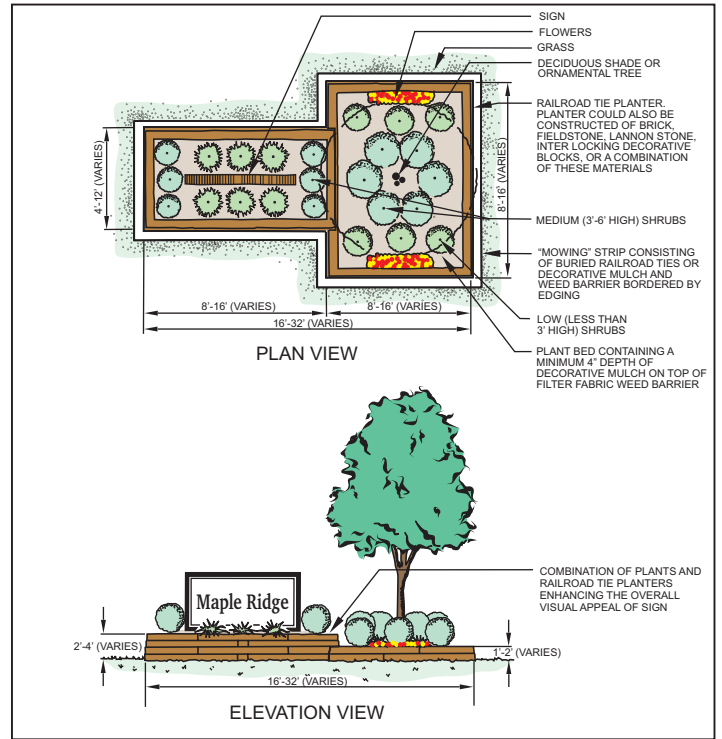 SIGN
FLOWERS
GRASS
DECIDUOUS SHADE OR
ORNAMENTAL TREE
RAILROAD TIE PLANTER.
PLANTER COULD ALSO BE
CONSTRUCTED OF BRICK,
FIELDSTONE, LANNON STONE,
INTER LOCKING DECORATIVE
BLOCKS, OR A COMBINATION
OF THESE MATERIALS
4'-12' (VARIES)
8'-16' (VARIES)
MEDIUM (3'-6' HIGH) SHRUBS
"MOWING" STRIP CONSISTING
OF BURIED RAILROAD TIES OR
DECORATIVE MULCH AND
WEED BARRIER BORDERED BY
EDGING
8'-16' (VARIES)
8'-16' (VARIES)
16'-32' (VARIES)
LOW (LESS THAN
3' HIGH) SHRUBS
PLAN VIEW
PLANT BED CONTAINING A
MINIMUM 4" DEPTH OF
DECORATIVE MULCH ON TOP OF
FILTER FABRIC WEED BARRIER
COMBINATION OF PLANTS AND
RAILROAD TIE PLANTERS
ENHANCING THE OVERALL
VISUAL APPEAL OF SIGN
Maple Ridge
2'-4' (VARIES)
1'-2' (VARIES)
16'-32' (VARIES)
ELEVATION VIEW